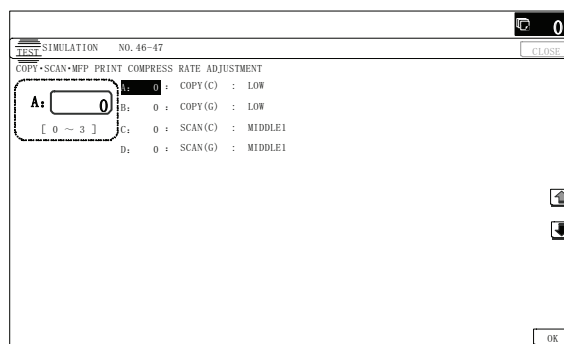 0
TEST SIMULATION NO.46-47
CLOSE
COPY・SCAN・MFP PRINT COMPRESS RATE ADJUSTMENT
A: 0
[ 0 ～ 3 ]
A: 0 : COPY(C) : LOW
B: 0 : COPY(G) : LOW
C: 0 : SCAN(C) : MIDDLE1
D: 0 : SCAN(G) : MIDDLE1
OK